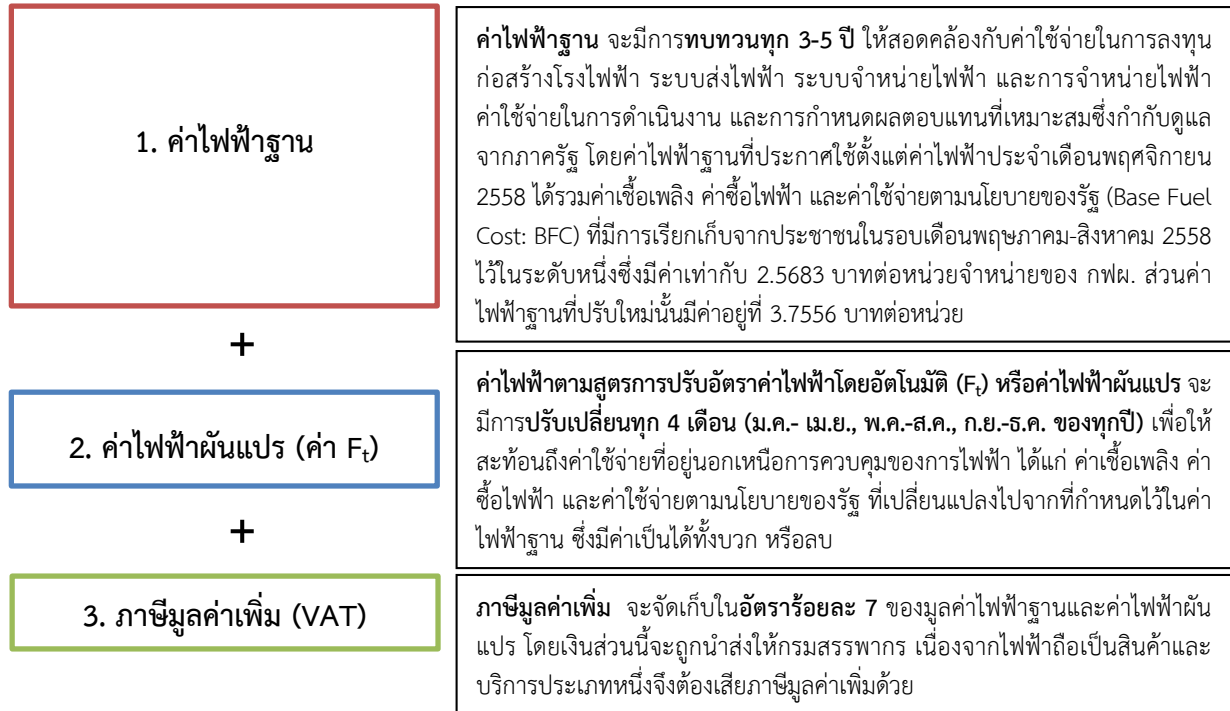 1. ค่าไฟฟ้าฐาน
ค่าไฟฟ้าฐาน จะมีการทบทวนทุก 3-5 ปี ให้สอดคล้องกับค่าใช้จ่ายในการลงทุน
ก่อสร้างโรงไฟฟ้า ระบบส่งไฟฟ้า ระบบจำหน่ายไฟฟ้า และการจำหน่ายไฟฟ้า
ค่าใช้จ่ายในการดำเนินงาน และการกำหนดผลตอบแทนที่เหมาะสมซึ่งกำกับดูแล
จากภาครัฐ โดยค่าไฟฟ้าฐานที่ประกาศใช้ตั้งแต่ค่าไฟฟ้าประจำเดือนพฤศจิกายน
2558 ได้รวมค่าเชื้อเพลิง ค่าซื้อไฟฟ้า และค่าใช้จ่ายตามนโยบายของรัฐ (Base Fuel
Cost: BFC) ที่มีการเรียกเก็บจากประชาชนในรอบเดือนพฤษภาคม-สิงหาคม 2558
ไว้ในระดับหนึ่งซึ่งมีค่าเท่ากับ 2.5683 บาทต่อหน่วยจำหน่ายของ กฟผ. ส่วนค่า
ไฟฟ้าฐานที่ปรับใหม่นั้นมีค่าอยู่ที่ 3.7556 บาทต่อหน่วย
+
2. ค่าไฟฟ้าผันแปร (ค่า Ft)
ค่าไฟฟ้าตามสูตรการปรับอัตราค่าไฟฟ้าโดยอัตโนมัติ (Ft) หรือค่าไฟฟ้าผันแปร จะ
มีการปรับเปลี่ยนทุก 4 เดือน (ม.ค.- เม.ย., พ.ค.-ส.ค., ก.ย.-ธ.ค. ของทุกปี) เพื่อให้
สะท้อนถึงค่าใช้จ่ายที่อยู่นอกเหนือการควบคุมของการไฟฟ้า ได้แก่ ค่าเชื้อเพลิง ค่า
ซื้อไฟฟ้า และค่าใช้จ่ายตามนโยบายของรัฐ ที่เปลี่ยนแปลงไปจากที่กำหนดไว้ในค่า
ไฟฟ้าฐาน ซึ่งมีค่าเป็นได้ทั้งบวก หรือลบ
+
3. ภาษีมูลค่าเพิ่ม (VAT)
ภาษีมูลค่าเพิ่ม จะจัดเก็บในอัตราร้อยละ 7 ของมูลค่าไฟฟ้าฐานและค่าไฟฟ้าผัน
แปร โดยเงินส่วนนี้จะถูกนำส่งให้กรมสรรพากร เนื่องจากไฟฟ้าถือเป็นสินค้าและ
บริการประเภทหนึ่งจึงต้องเสียภาษีมูลค่าเพิ่มด้วย